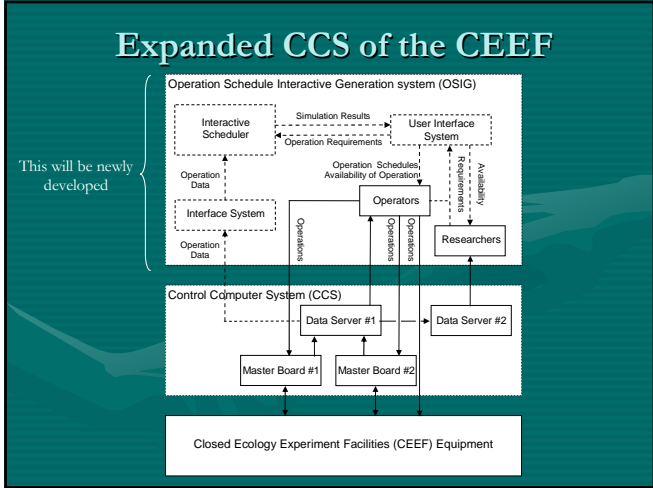 Expanded CCS of the CEEF
This will be newly
developed
Operation Schedule Interactive Generation system (OSIG)
Interactive
Scheduler
Simulation Results
Operation Requirements
User Interface
System
Operation
Data
Operation Schedules
Availability of Operation
Requirements
Availability
Interface System
Operators
Researchers
Operation
Data
Operations
Operations
Operations
Control Computer System (CCS)
Data Server #1
Data Server #2
Master Board #1
Master Board #2
Closed Ecology Experiment Facilities (CEEF) Equipment